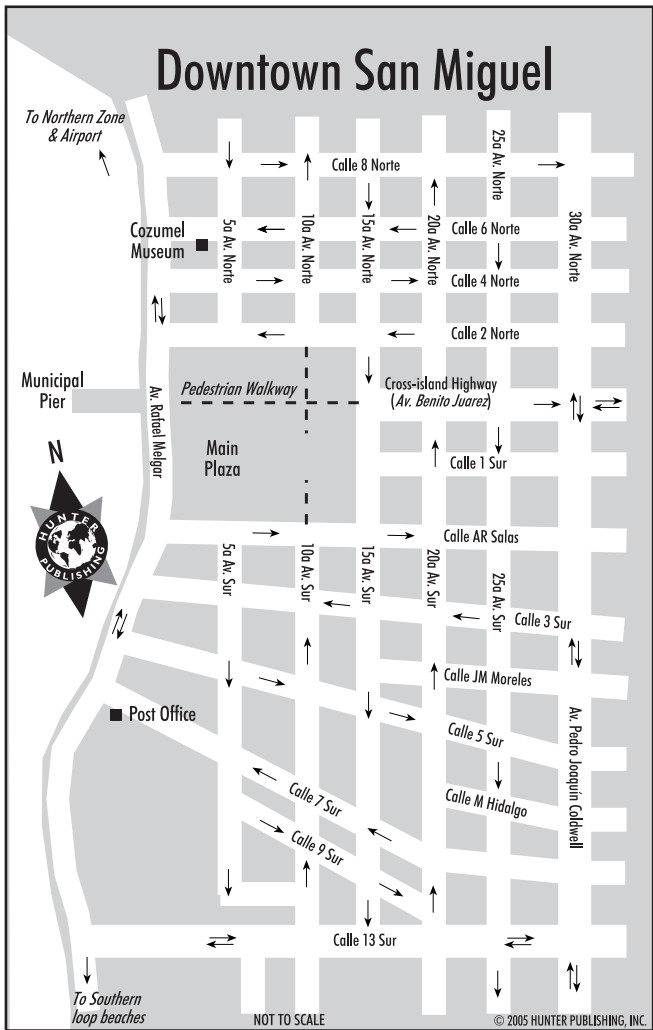 Downtown San Miguel
To Northern Zone
& Airport
25a Av. Norte
Calle 8 Norte
Cozumel
Museum
5a Av. Norte
10a Av. Norte
15a Av. Norte
20a Av. Norte
30a Av. Norte
Calle 6 Norte
Calle 4 Norte
Calle 2 Norte
Municipal
Pier
Av. Rafael Melgar
Pedestrian Walkway
Cross-island Highway
(Av. Benito Juarez)
Main
Plaza
Calle 1 Sur
N
HUNTER
PUBLISHING
Calle AR Salas
5a Av. Sur
10a Av. Sur
15a Av. Sur
20a Av. Sur
25a Av. Sur
Calle 3 Sur
Calle JM Moreles
Post Office
Calle 5 Sur
Av. Pedro Joaquín Coldwell
Calle 7 Sur
Calle M Hidalgo
Calle 9 Sur
Calle 13 Sur
To Southern
loop beaches
NOT TO SCALE
© 2005 HUNTER PUBLISHING, INC.